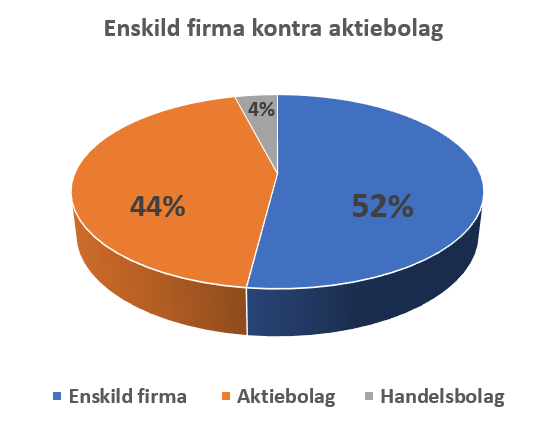 Enskild firma kontra aktiebolag
4%
44%
52%
Enskild firma
Aktiebolag
Handelsbolag